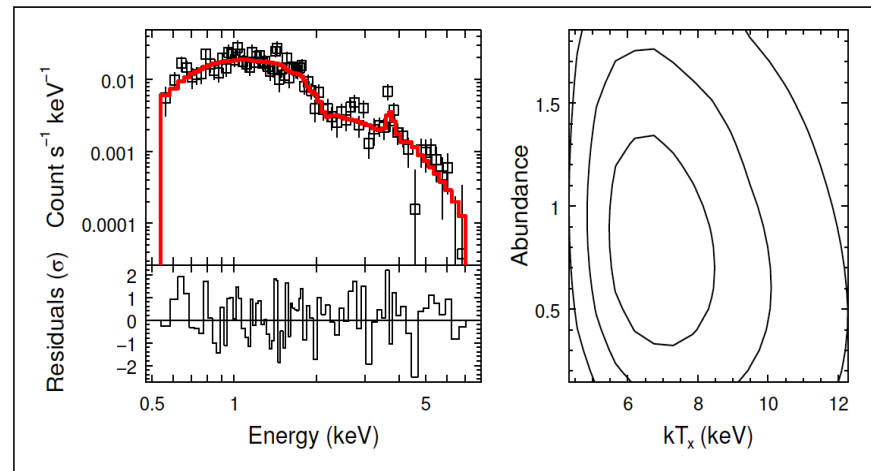 Count s⁻¹ keV⁻¹
0.01
0.001
0.0001
Residuals (σ)
2
1
0
−1
−2
0.5 1 2 5
Energy (keV)
Abundance
1.5
1
0.5
6 8 10 12
kTₓ (keV)